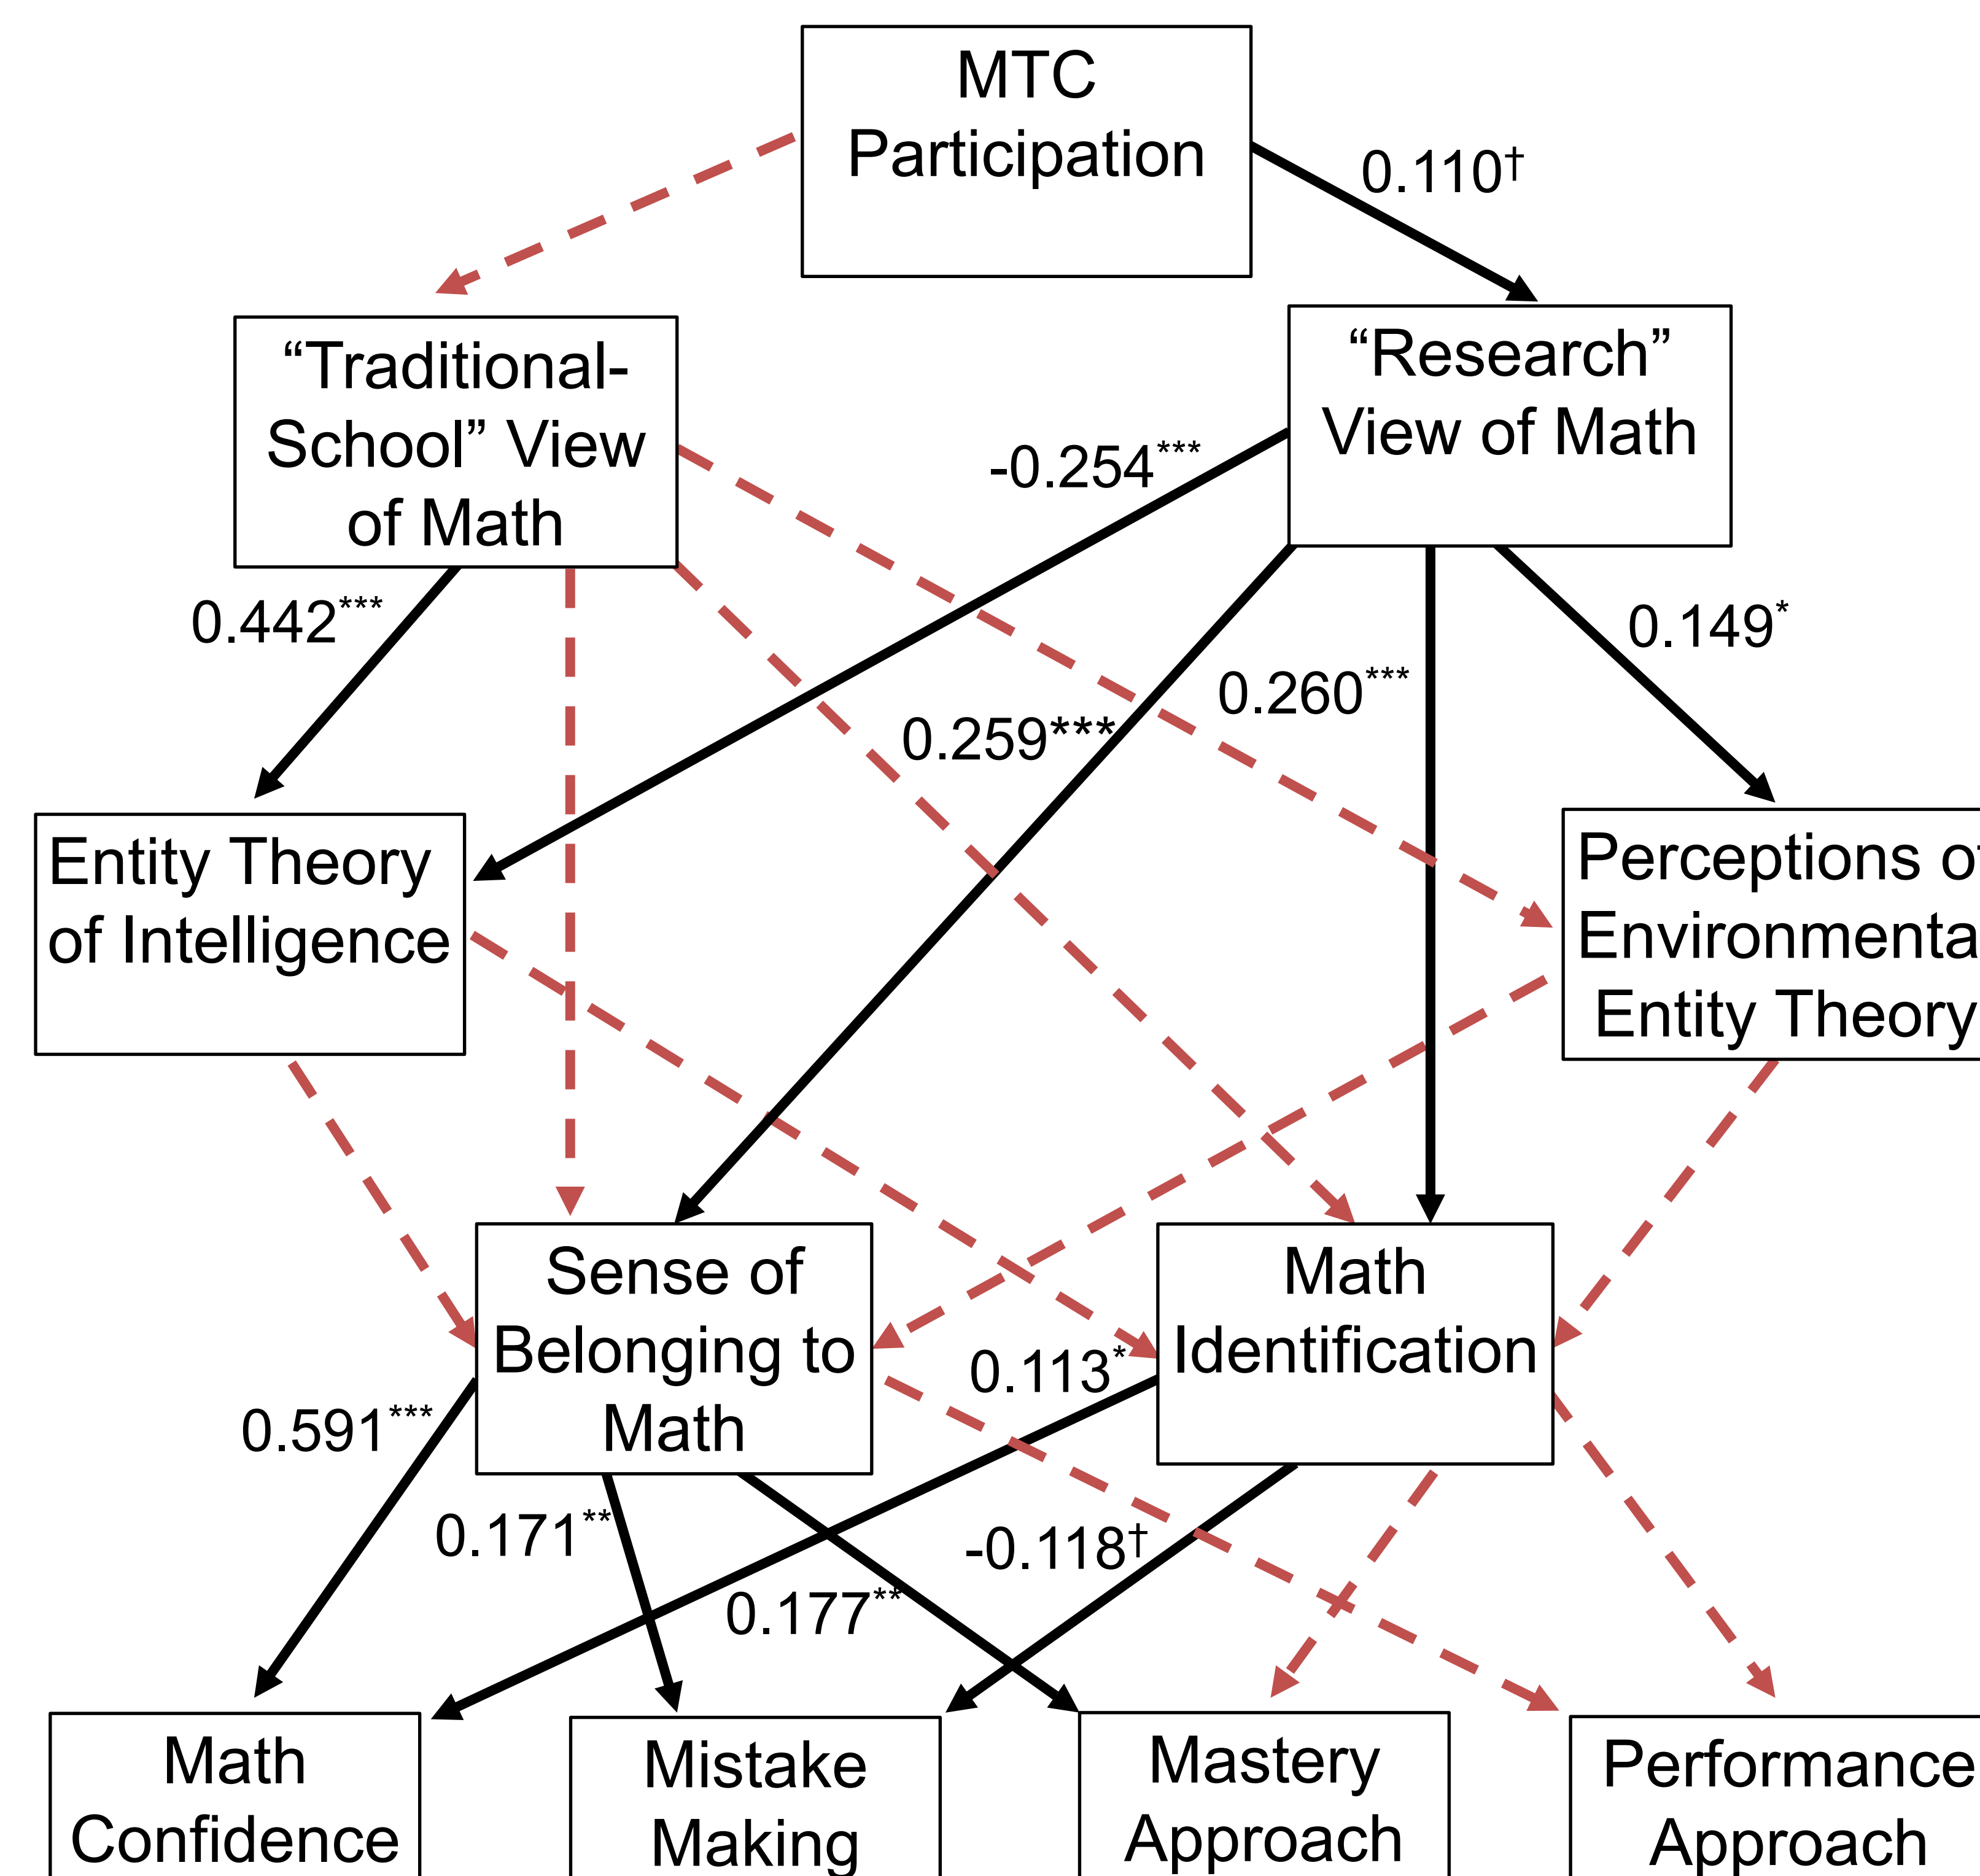 MTC
Participation
0.110†
“Traditional-
School” View
of Math
“Research”
View of Math
-0.254***
0.442***
0.149*
0.260***
0.259***
Entity Theory
of Intelligence
Perceptions of
Environmenta
Entity Theory
Sense of
Belonging to
Math
Math
Identification
0.113*
0.591***
0.171**
-0.118†
0.177**
Math
Confidence
Mistake
Making
Mastery
Approach
Performance
Approach